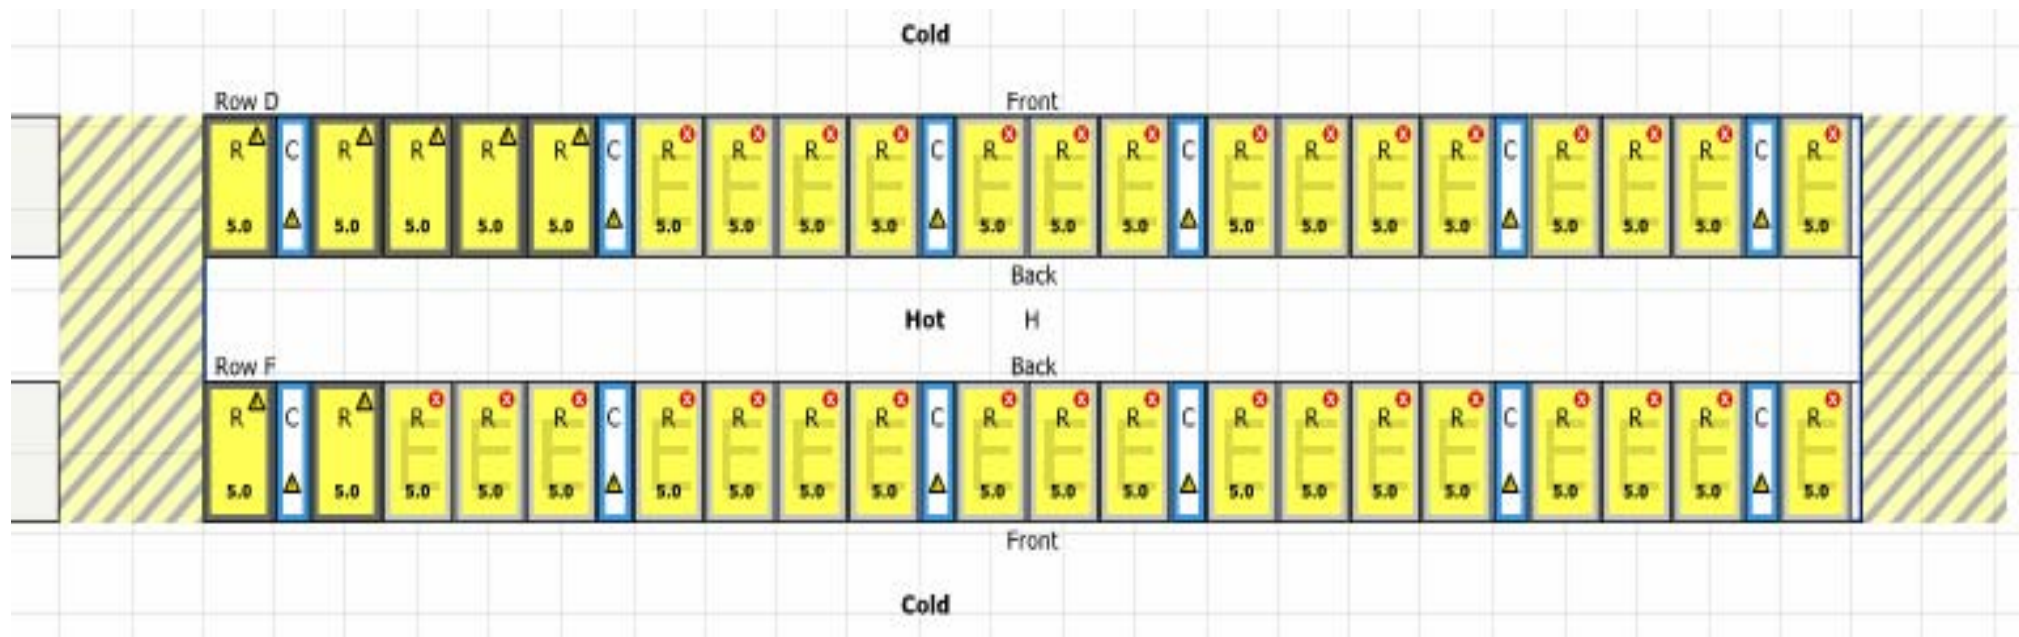 Cold
Row D Front
R C R R R R C R R R R C R R R C R R R R C R R R C R
E E E E E E E E E E E E E E E
5.0 5.0 5.0 5.0 5.0 5.0 5.0 5.0 5.0 5.0 5.0 5.0 5.0 5.0 5.0 5.0 5.0 5.0 5.0 5.0
Back
Hot H
Row F Back
R C R R R R C R R R R C R R R C R R R R C R R R C R
E E E E E E E E E E E E E E E E E E
5.0 5.0 5.0 5.0 5.0 5.0 5.0 5.0 5.0 5.0 5.0 5.0 5.0 5.0 5.0 5.0 5.0 5.0 5.0 5.0
Front
Cold